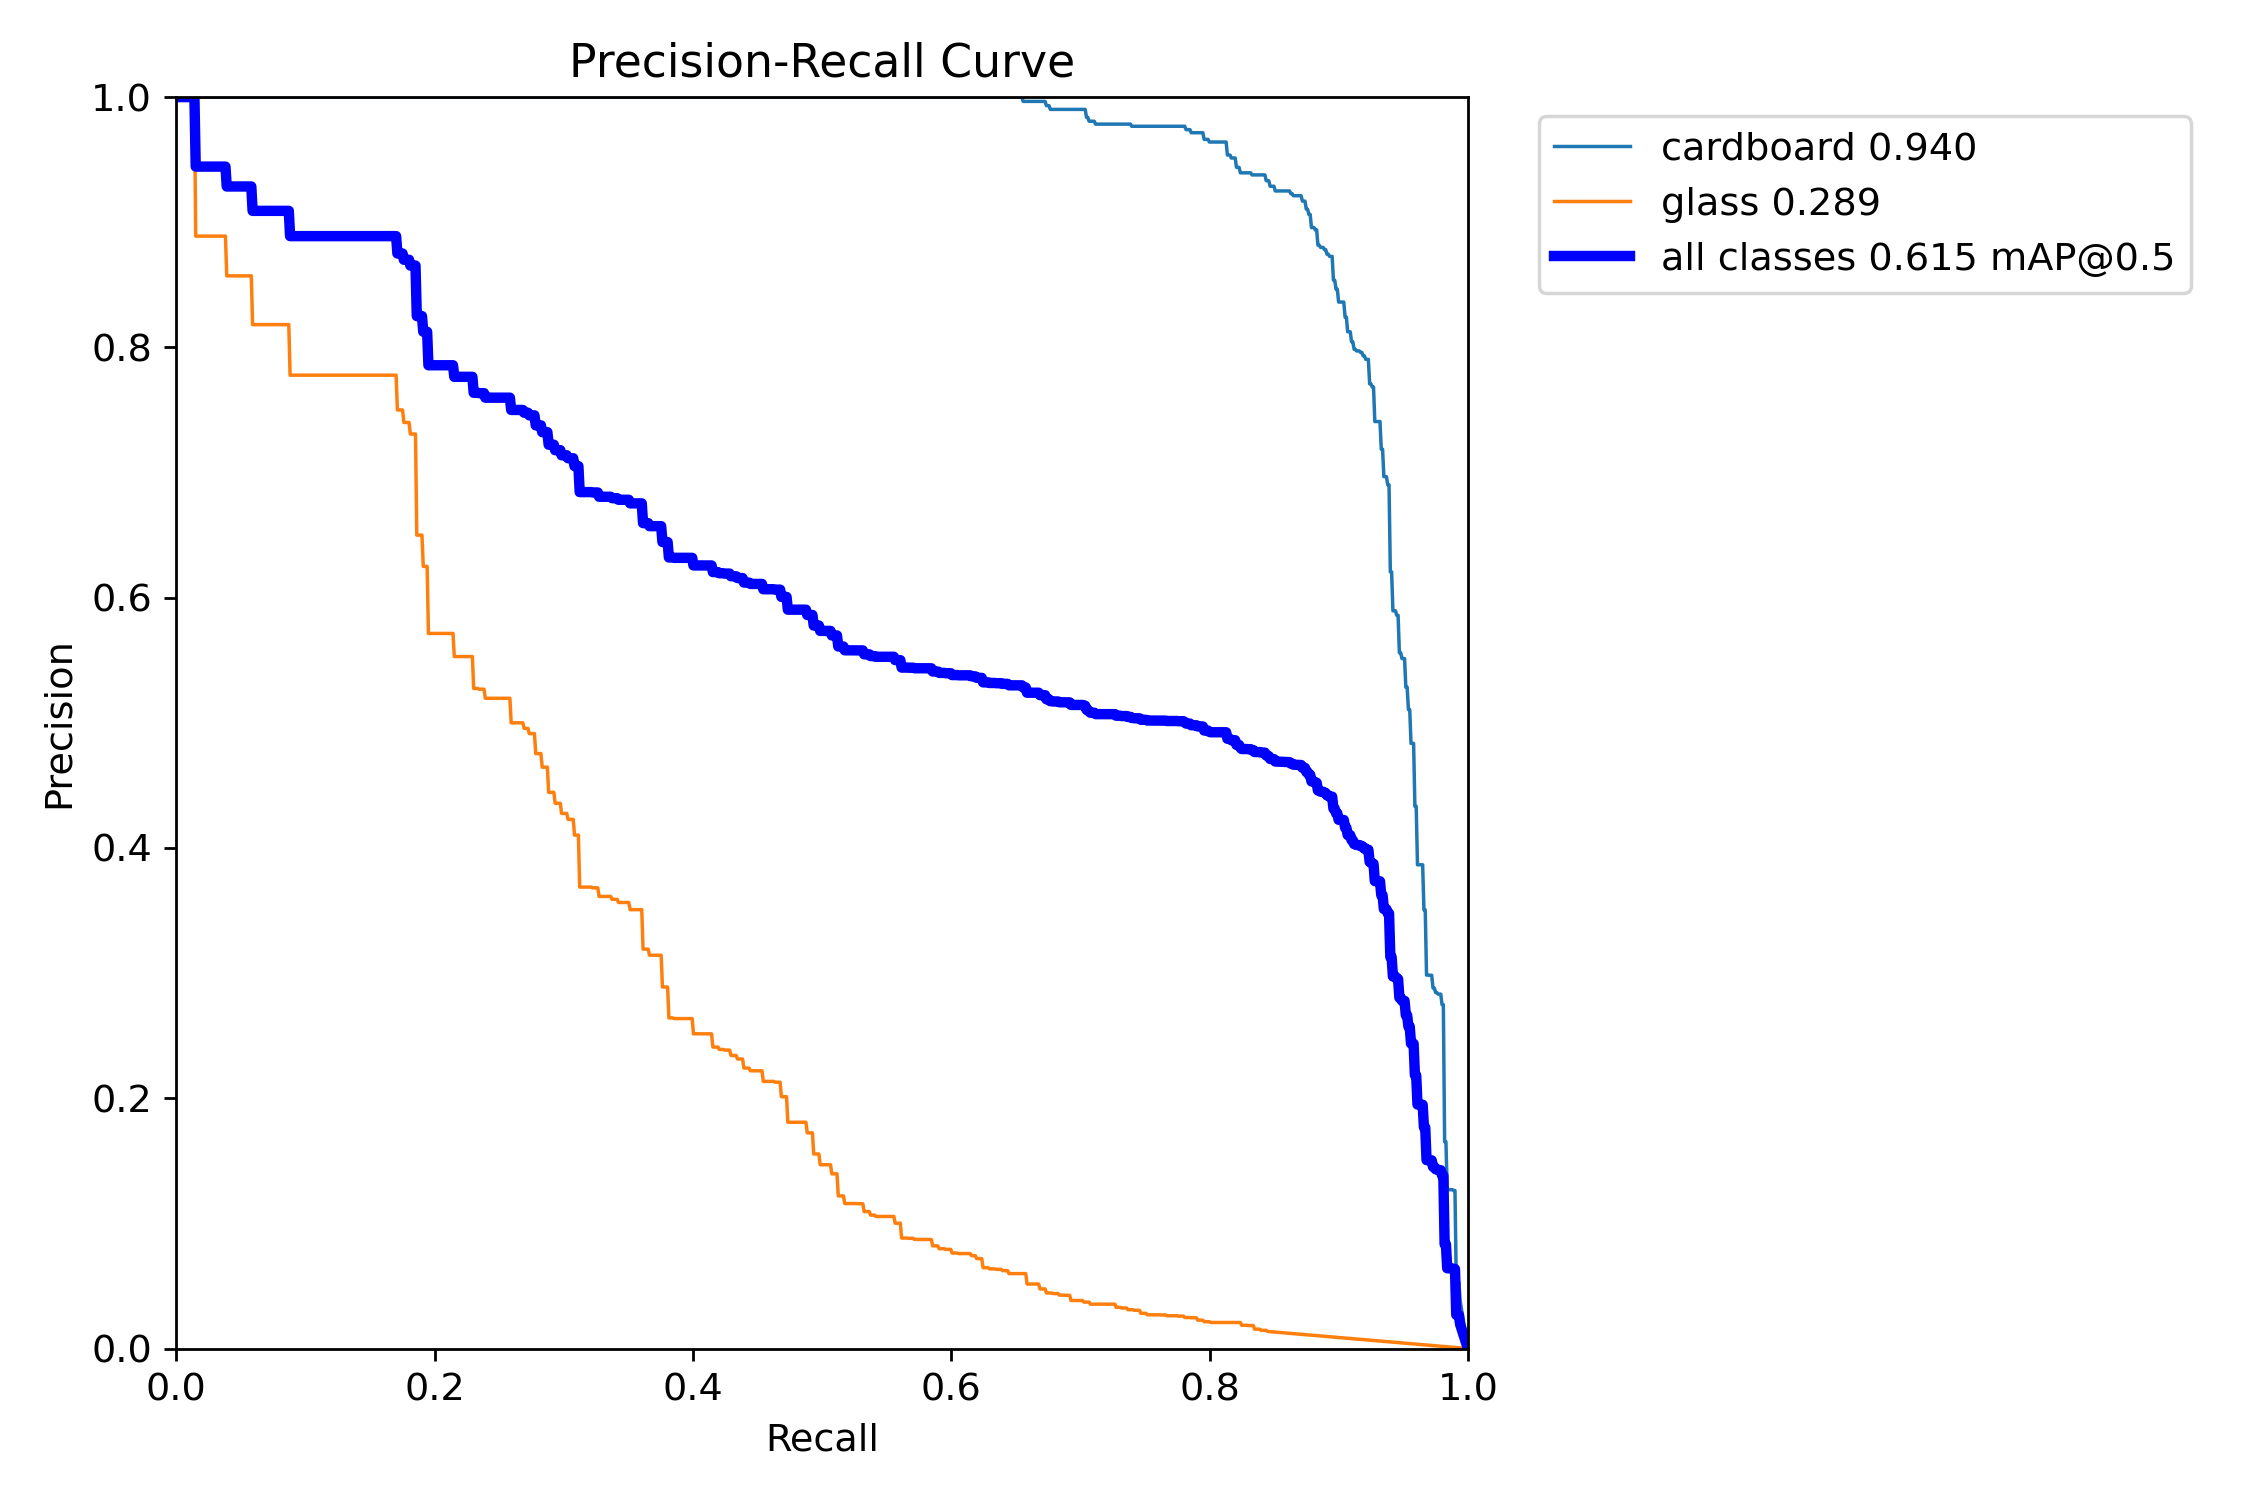 Precision-Recall Curve
1.0
0.8
0.6
0.4
0.2
0.0
Precision
0.0 0.2 0.4 0.6 0.8 1.0
Recall
cardboard 0.940
glass 0.289
all classes 0.615 mAP@0.5